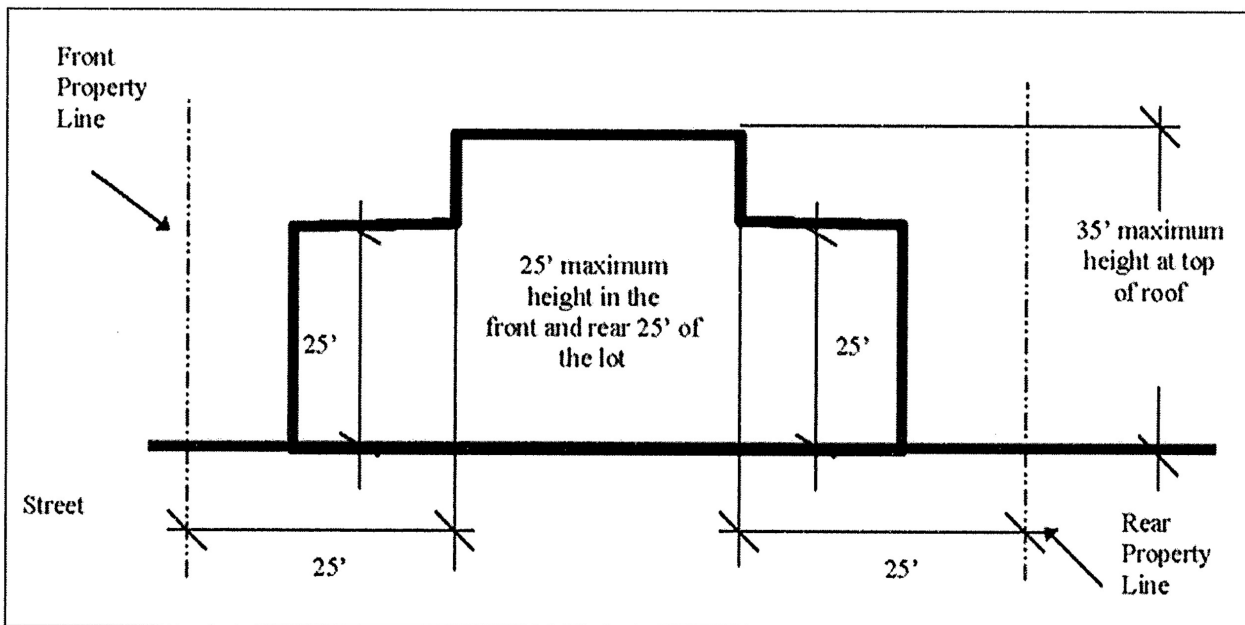 Front
Property
Line
25' maximum
height in the
front and rear 25' of
the lot
35' maximum
height at top
of roof
25'
25'
Street
25'
25'
Rear
Property
Line